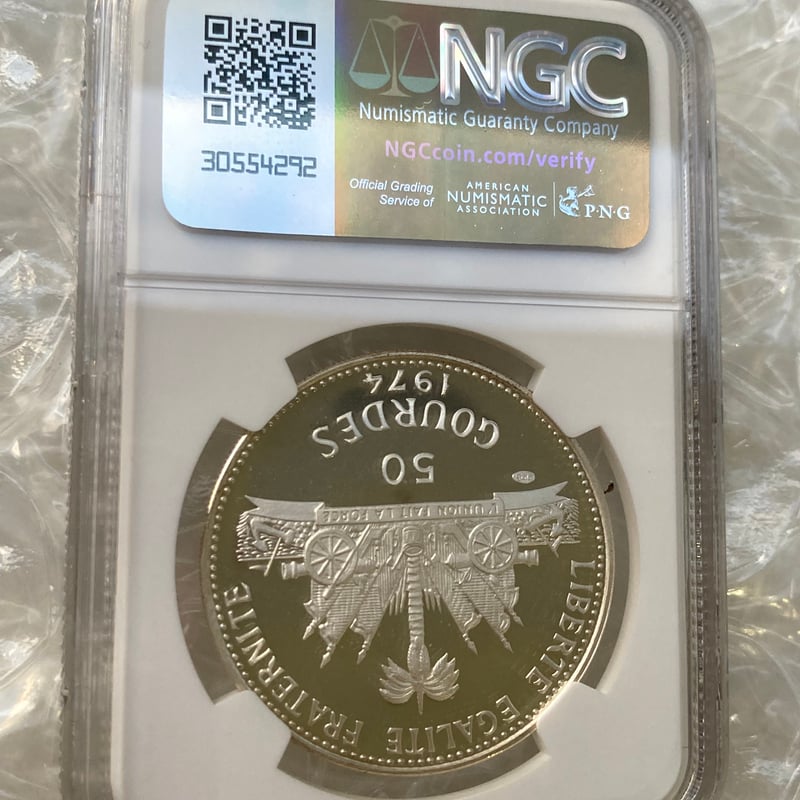 NGC
Numismatic Guaranty Company
NGCcoin.com/verify
30554292
Official Grading
Service of
AMERICAN
NUMISMATIC
ASSOCIATION
P·N·G
LIBERTE EGALITE FRATERNITE
L'UNION FAIT LA FORCE
50
GOURDES
1974